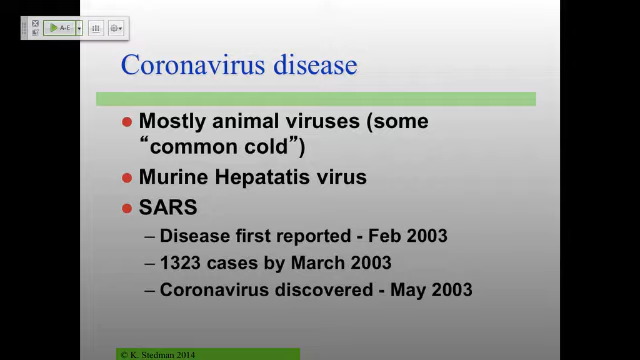 A-E
Coronavirus disease
Mostly animal viruses (some
“common cold”)
Murine Hepatatis virus
SARS
– Disease first reported - Feb 2003
– 1323 cases by March 2003
– Coronavirus discovered - May 2003
© K. Stedman 2014